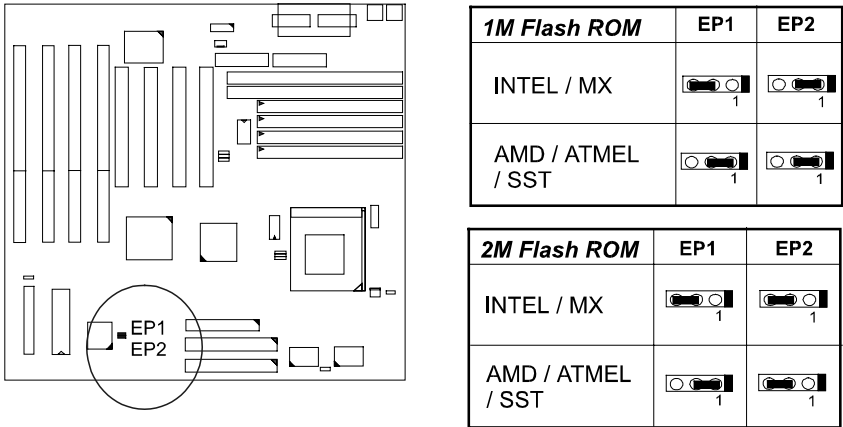 EP1
EP2
1M Flash ROM EP1 EP2
INTEL / MX
1 1
AMD / ATMEL
/ SST
1 1
2M Flash ROM EP1 EP2
INTEL / MX
1 1
AMD / ATMEL
/ SST
1 1